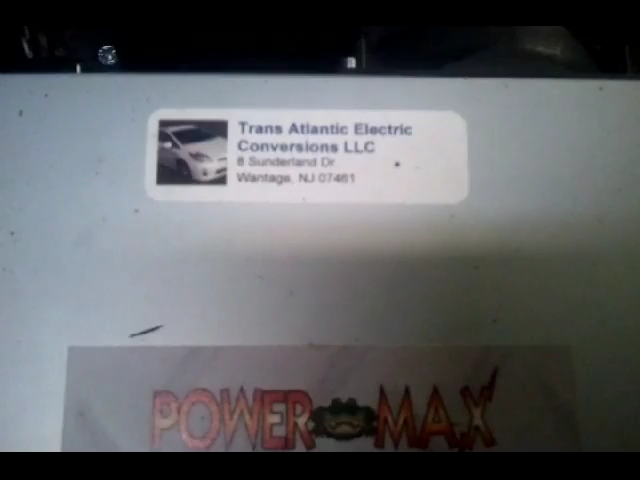 Trans Atlantic Electric
Conversions LLC
8 Sunderland Dr
Wantage, NJ 07461
POWER MAX